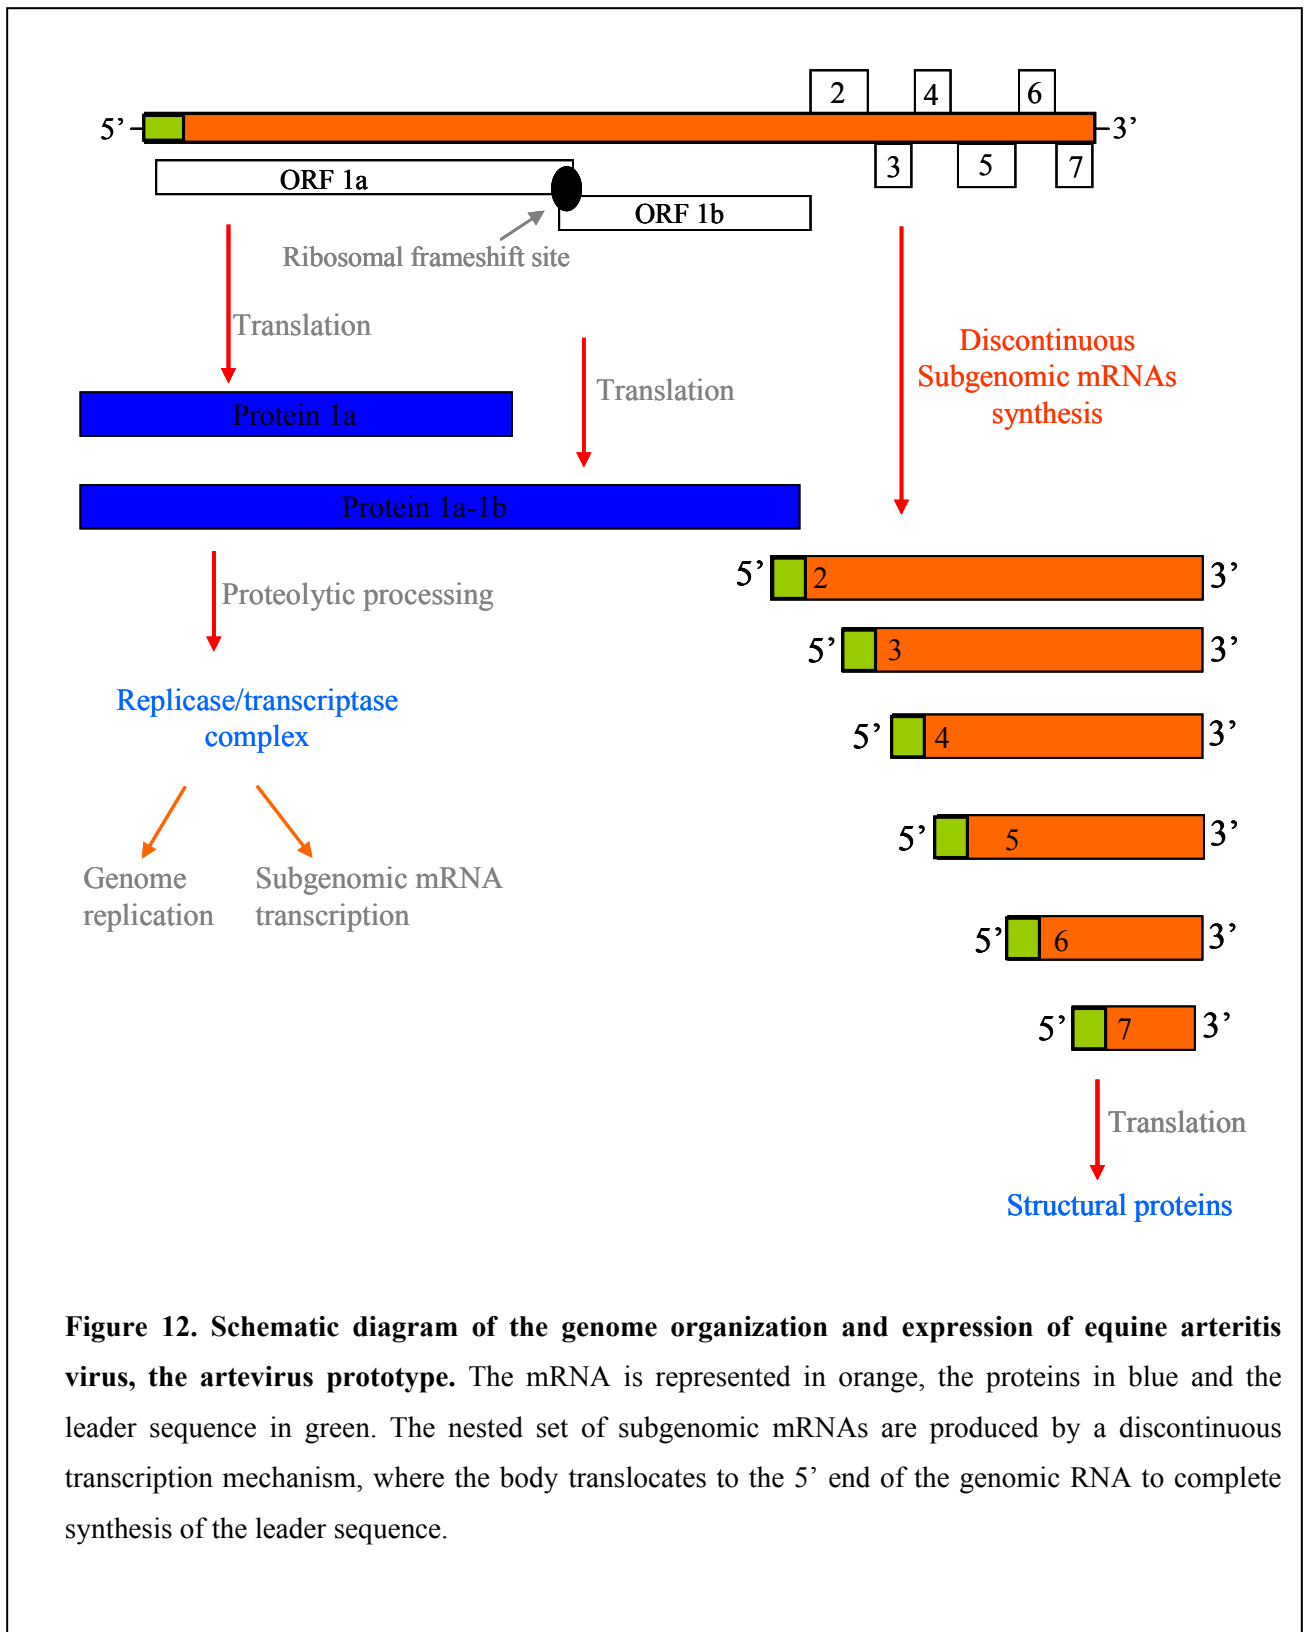 2 4 6
5’ 3’
3 5 7
ORF 1a
ORF 1b
Ribosomal frameshift site
Translation
Discontinuous
Subgenomic mRNAs
synthesis
Translation
Protein 1a
Protein 1a-1b
5’ 2 3’
Proteolytic processing
5’ 3 3’
Replicase/transcriptase
complex
5’ 4 3’
5’ 5 3’
Genome
replication
Subgenomic mRNA
transcription
5’ 6 3’
5’ 7 3’
Translation
Structural proteins
Figure 12. Schematic diagram of the genome organization and expression of equine arteritis
virus, the artevirus prototype. The mRNA is represented in orange, the proteins in blue and the
leader sequence in green. The nested set of subgenomic mRNAs are produced by a discontinuous
transcription mechanism, where the body translocates to the 5’ end of the genomic RNA to complete
synthesis of the leader sequence.